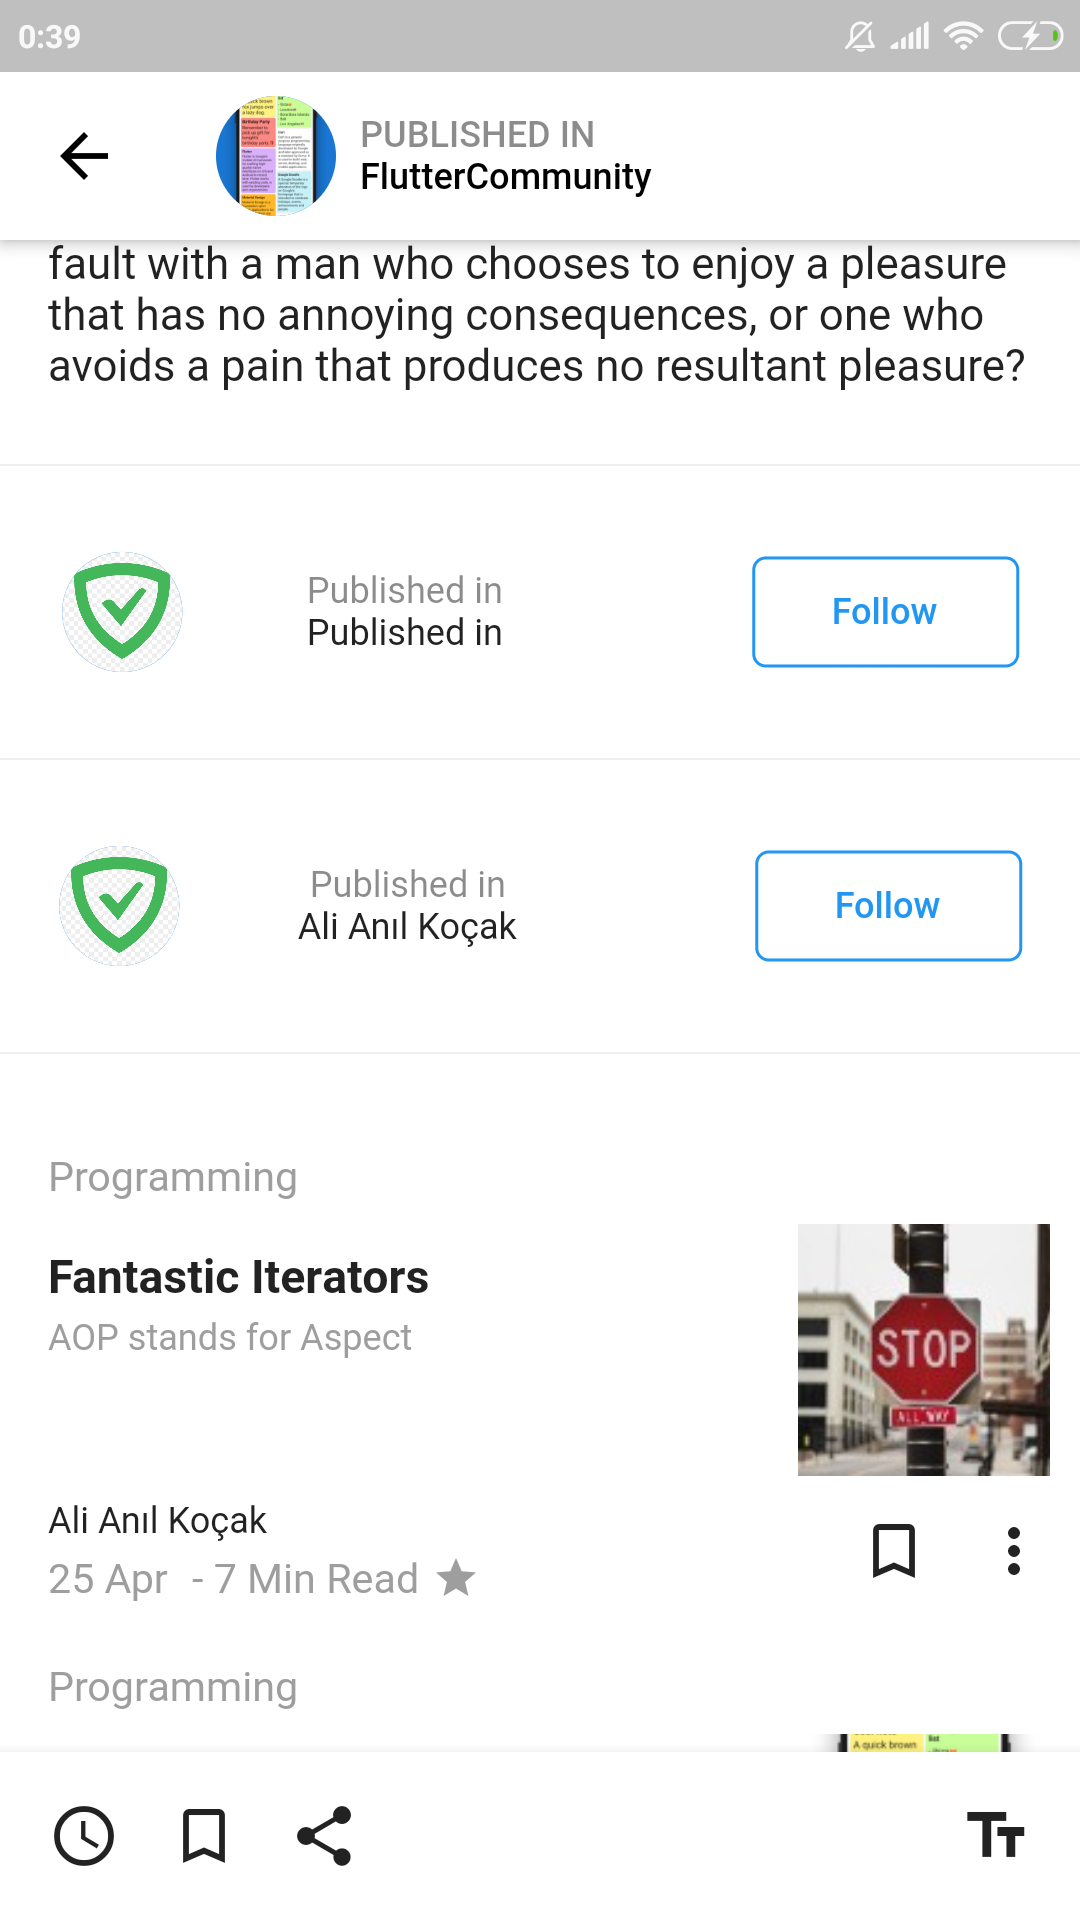 0:39
PUBLISHED IN
FlutterCommunity
fault with a man who chooses to enjoy a pleasure
that has no annoying consequences, or one who
avoids a pain that produces no resultant pleasure?
Published in
Published in
Follow
Published in
Ali Anıl Koçak
Follow
Programming
Fantastic Iterators
AOP stands for Aspect
STOP
ALL WAY
Ali Anıl Koçak
25 Apr - 7 Min Read
Programming
A quick brown
list